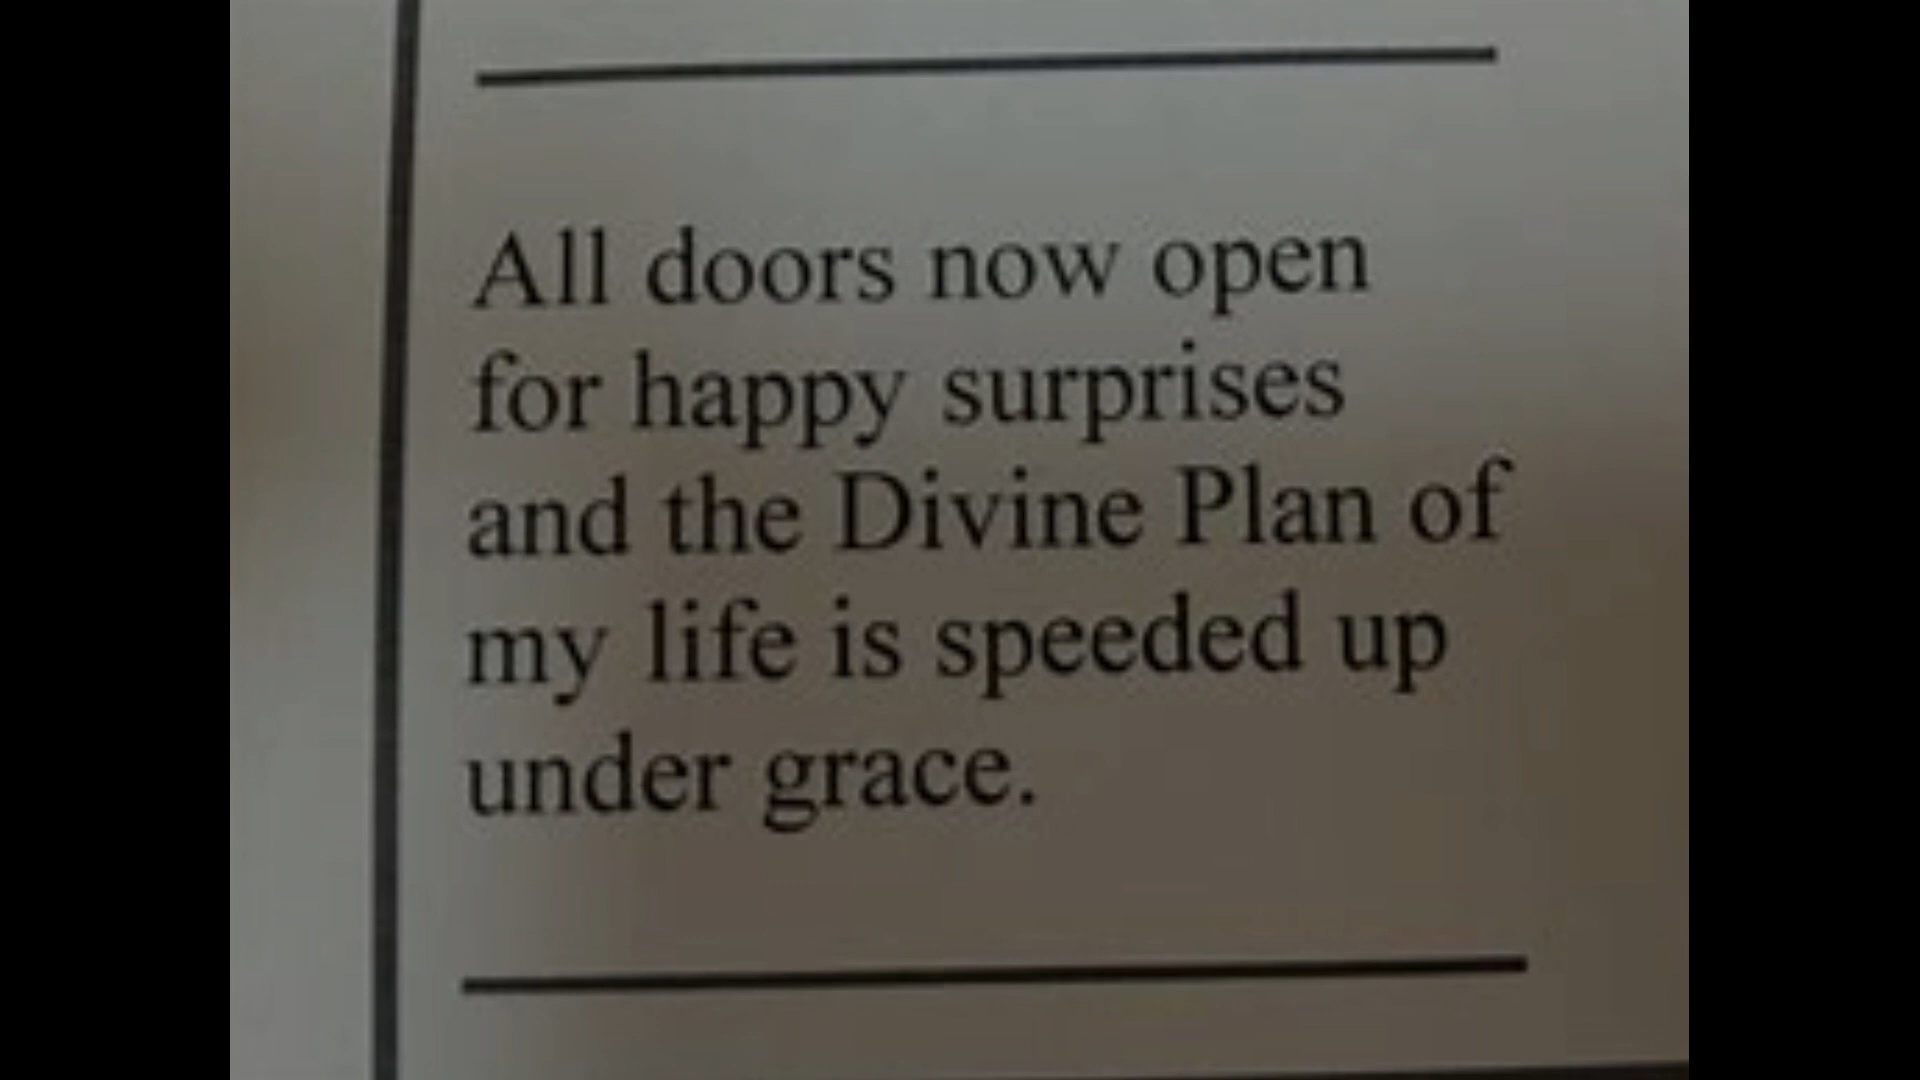 All doors now open
for happy surprises
and the Divine Plan of
my life is speeded up
under grace.